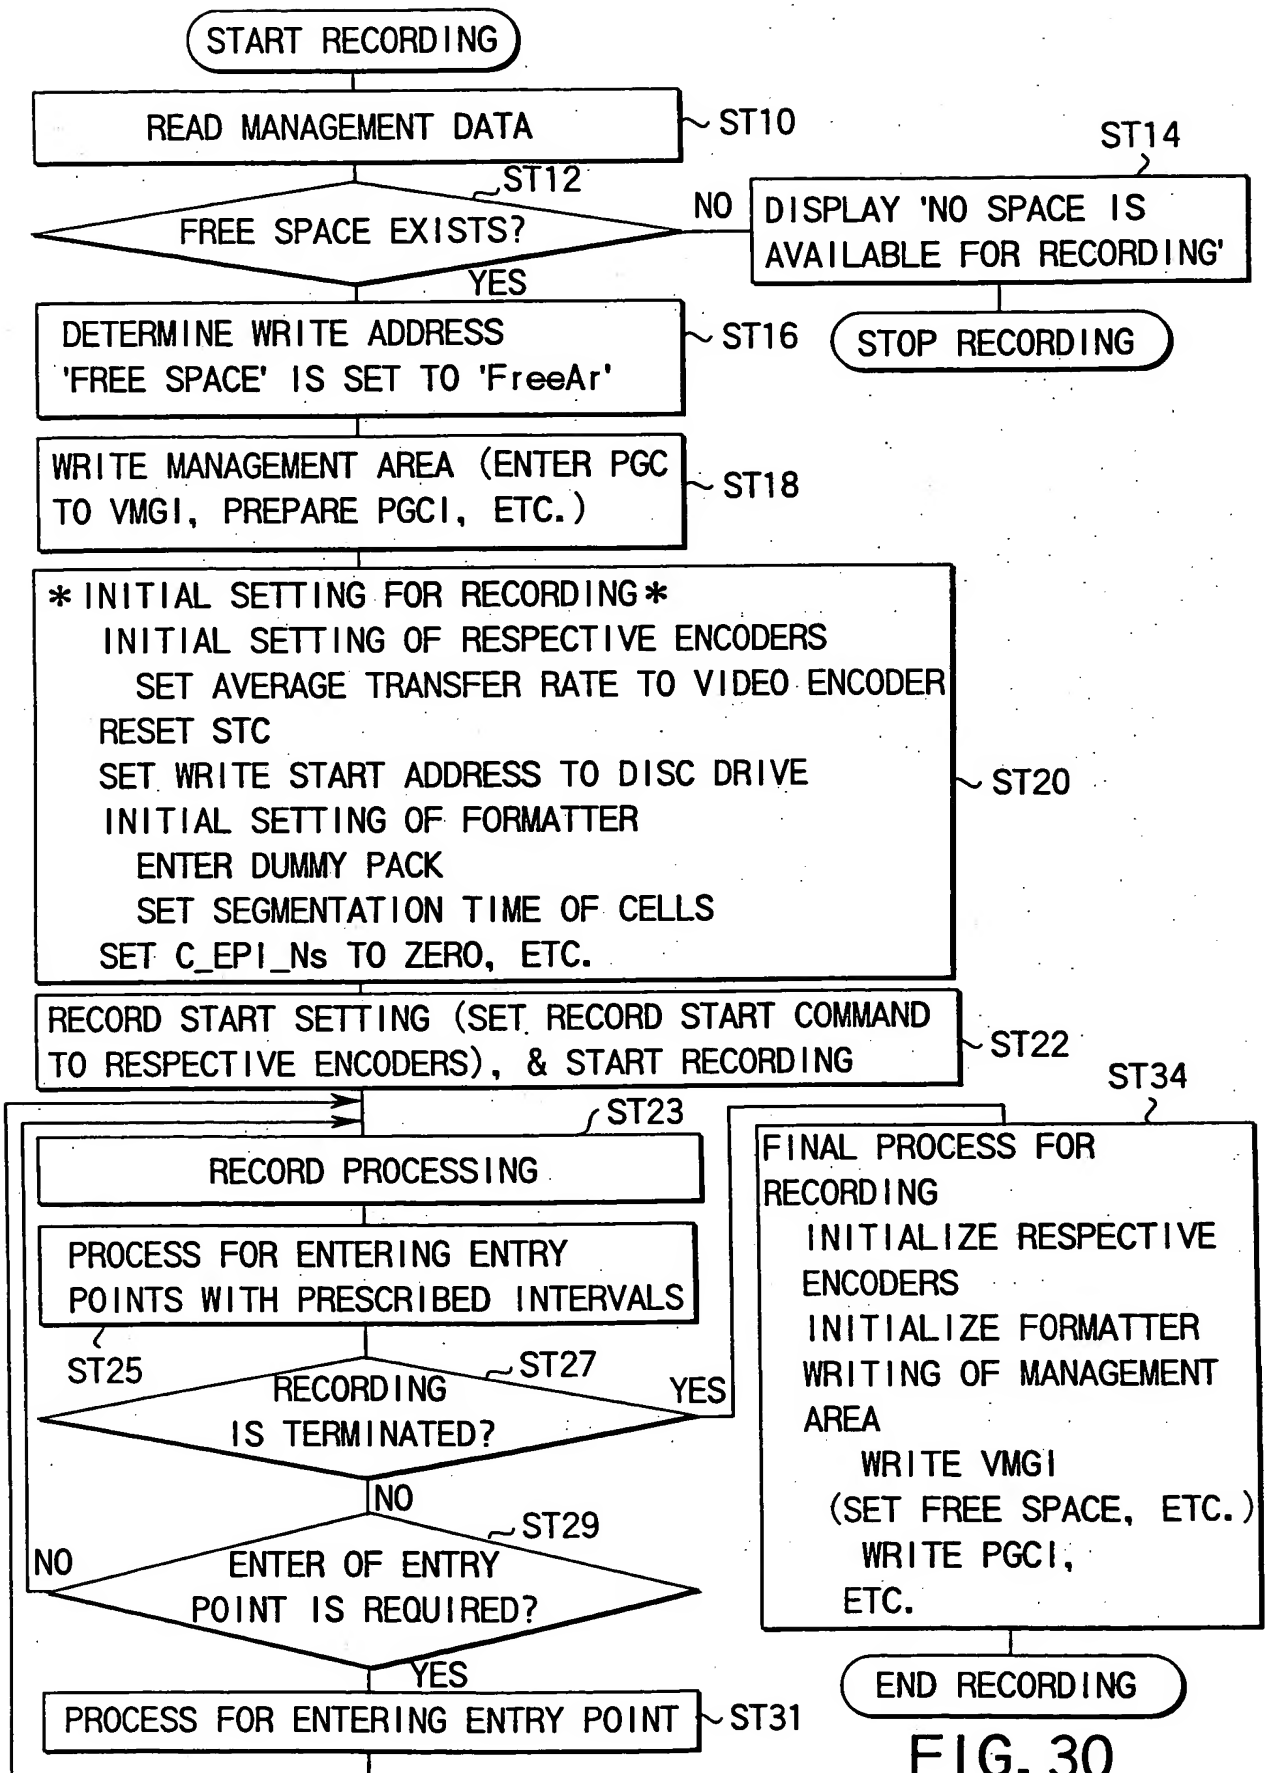 START RECORDING
READ MANAGEMENT DATA
ST10
ST12
FREE SPACE EXISTS?
NO
ST14
DISPLAY 'NO SPACE IS
AVAILABLE FOR RECORDING'
STOP RECORDING
YES
DETERMINE WRITE ADDRESS
'FREE SPACE' IS SET TO 'FreeAr'
ST16
WRITE MANAGEMENT AREA (ENTER PGC
TO VMGI, PREPARE PGCI, ETC.)
ST18
* INITIAL SETTING FOR RECORDING *
INITIAL SETTING OF RESPECTIVE ENCODERS
SET AVERAGE TRANSFER RATE TO VIDEO ENCODER
RESET STC
SET WRITE START ADDRESS TO DISC DRIVE
INITIAL SETTING OF FORMATTER
ENTER DUMMY PACK
SET SEGMENTATION TIME OF CELLS
SET C_EPI_Ns TO ZERO, ETC.
ST20
RECORD START SETTING (SET RECORD START COMMAND
TO RESPECTIVE ENCODERS), & START RECORDING
ST22
ST23
RECORD PROCESSING
PROCESS FOR ENTERING ENTRY
POINTS WITH PRESCRIBED INTERVALS
ST25
ST27
RECORDING
IS TERMINATED?
YES
NO
ST29
ENTER OF ENTRY
POINT IS REQUIRED?
NO
YES
PROCESS FOR ENTERING ENTRY POINT
ST31
ST34
FINAL PROCESS FOR
RECORDING
INITIALIZE RESPECTIVE
ENCODERS
INITIALIZE FORMATTER
WRITING OF MANAGEMENT
AREA
WRITE VMGI
(SET FREE SPACE, ETC.)
WRITE PGCI,
ETC.
END RECORDING
FIG. 30